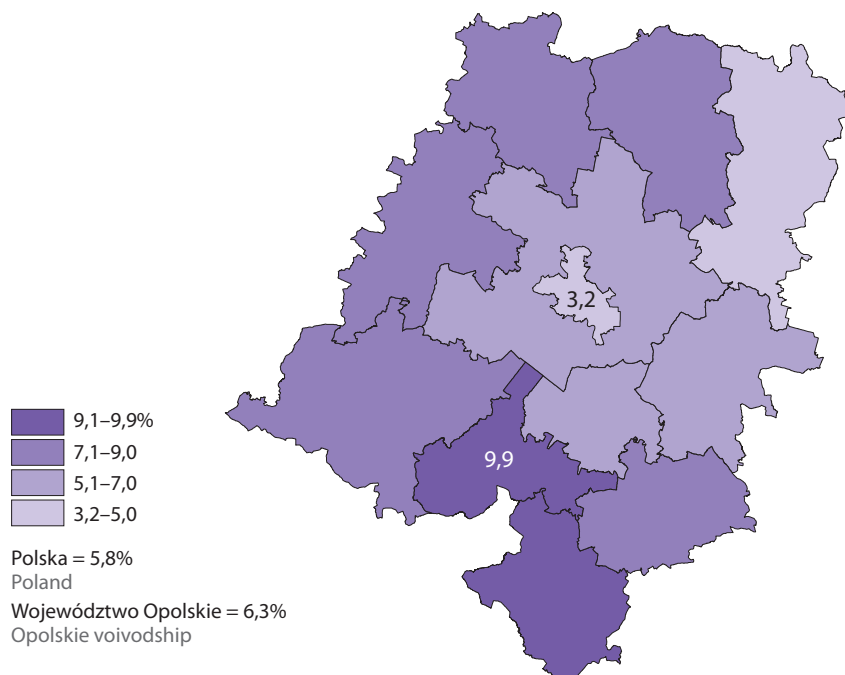 3,2
9,9
9,1–9,9%
7,1–9,0
5,1–7,0
3,2–5,0
Polska = 5,8%
Poland
Województwo Opolskie = 6,3%
Opolskie voivodship